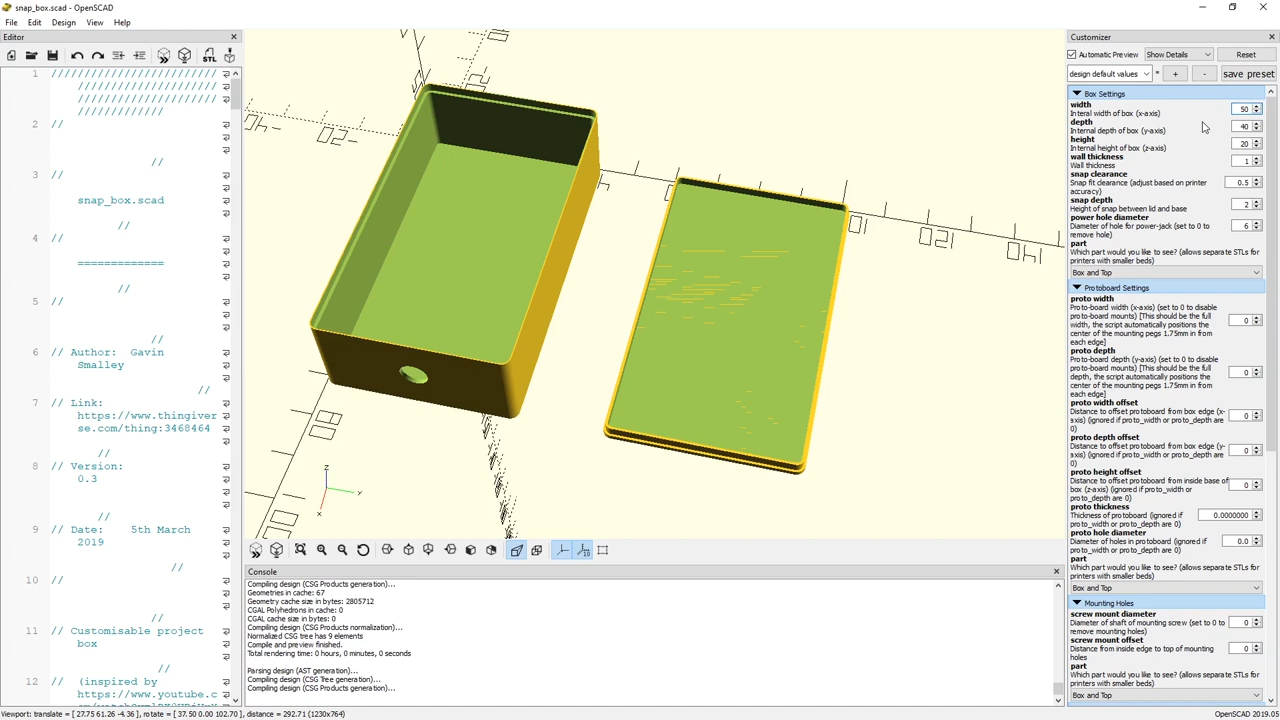 snap_box.scad - OpenSCAD
File Edit Design View Help
Editor
1 //////////////////////////
//////////////////////////
//////////////////////////
/////////////
2 //
//
3 //
snap_box.scad
//
4 //
=============
//
5 //
//
6 // Author: Gavin
Smalley
//
7 // Link:
https://www.thingiver
se.com/thing:3468464
//
8 // Version:
0.3
//
9 // Date: 5th March
2019
//
10 //
//
11 // Customisable project
box
//
12 // (inspired by
https://www.youtube.c
Console
Compiling design (CSG Products generation)...
Geometries in cache: 67
Geometry cache size in bytes: 2805712
CGAL Polyhedrons in cache: 0
CGAL cache size in bytes: 0
Compiling design (CSG Products normalization)...
Normalized CSG tree has 9 elements
Compile and preview finished.
Total rendering time: 0 hours, 0 minutes, 0 seconds
Parsing design (AST generation)...
Compiling design (CSG Tree generation)...
Compiling design (CSG Products generation)...
Customizer
Automatic Preview Show Details Reset
design default values * + - save preset
Box Settings
width
Interal width of box (x-axis) 50
depth
Internal depth of box (y-axis) 40
height
Internal height of box (z-axis) 20
wall thickness
Wall thickness 1
snap clearance
Snap fit clearance (adjust based on printer
accuracy) 0.5
snap depth
Height of snap between lid and base 2
power hole diameter
Diameter of hole for power-jack (set to 0 to
remove hole) 6
part
Which part would you like to see? (allows separate STLs for
printers with smaller beds)
Box and Top
Protoboard Settings
proto width
Proto-board width (x-axis) (set to 0 to disable
proto-board mounts) [This should be the full
width, the script automatically positions the
center of the mounting pegs 1.75mm in from
each edge] 0
proto depth
Proto-board depth (y-axis) (set to 0 to disable
proto-board mounts) [This should be the full
depth, the script automatically positions the
center of the mounting pegs 1.75mm in from
each edge] 0
proto width offset
Distance to offset protoboard from box edge (x-
axis) (ignored if proto_width or proto_depth are
0) 0
proto depth offset
Distance to offset protoboard from box edge (y-
axis) (ignored if proto_width or proto_depth are
0) 0
proto height offset
Distance to offset protoboard from inside base of
box (z-axis) (ignored if proto_width or
proto_depth are 0) 0
proto thickness
Thickness of protoboard (ignored if
proto_width or proto_depth are 0) 0.0000000
proto hole diameter
Diameter of holes in protoboard (ignored if
proto_width or proto_depth are 0) 0.0
part
Which part would you like to see? (allows separate STLs for
printers with smaller beds)
Box and Top
Mounting Holes
screw mount diameter
Diameter of shaft of mounting screw (set to 0 to
remove mounting holes) 0
screw mount offset
Distance from inside edge to top of mounting
holes 0
part
Which part would you like to see? (allows separate STLs for
printers with smaller beds)
Box and Top
Viewport: translate = [ 27.75 61.26 -4.36 ], rotate = [ 37.50 0.00 102.70 ], distance = 292.71 (1230x764)
OpenSCAD 2019.05